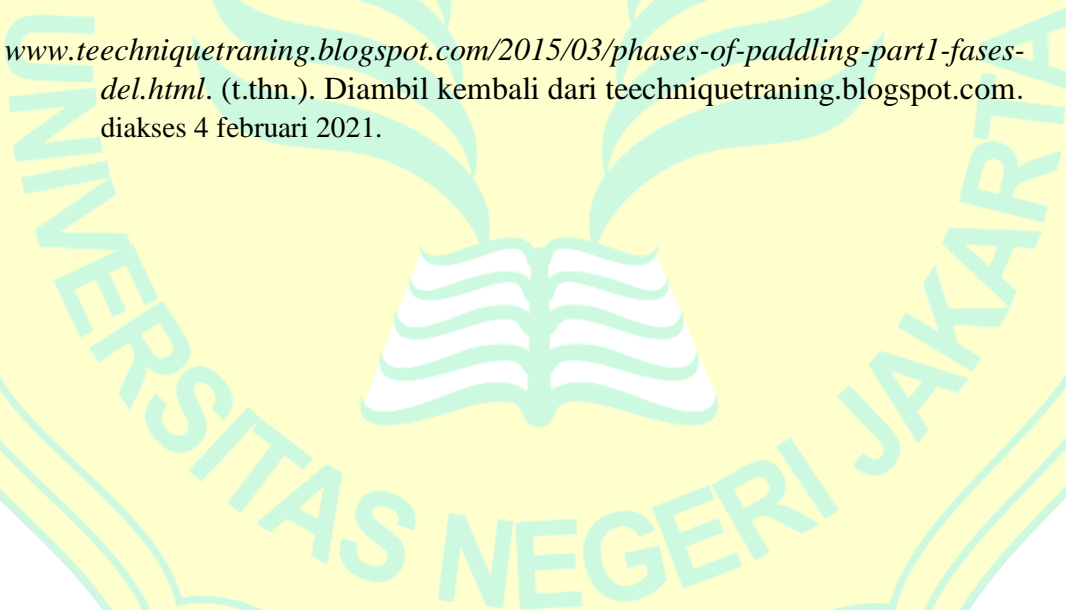 www.teechniquetraning.blogspot.com/2015/03/phases-of-paddling-part1-fases-
del.html. (t.thn.). Diambil kembali dari teechniquetraning.blogspot.com.
diakses 4 februari 2021.
UNIVERSITAS NEGERI JAKARTA